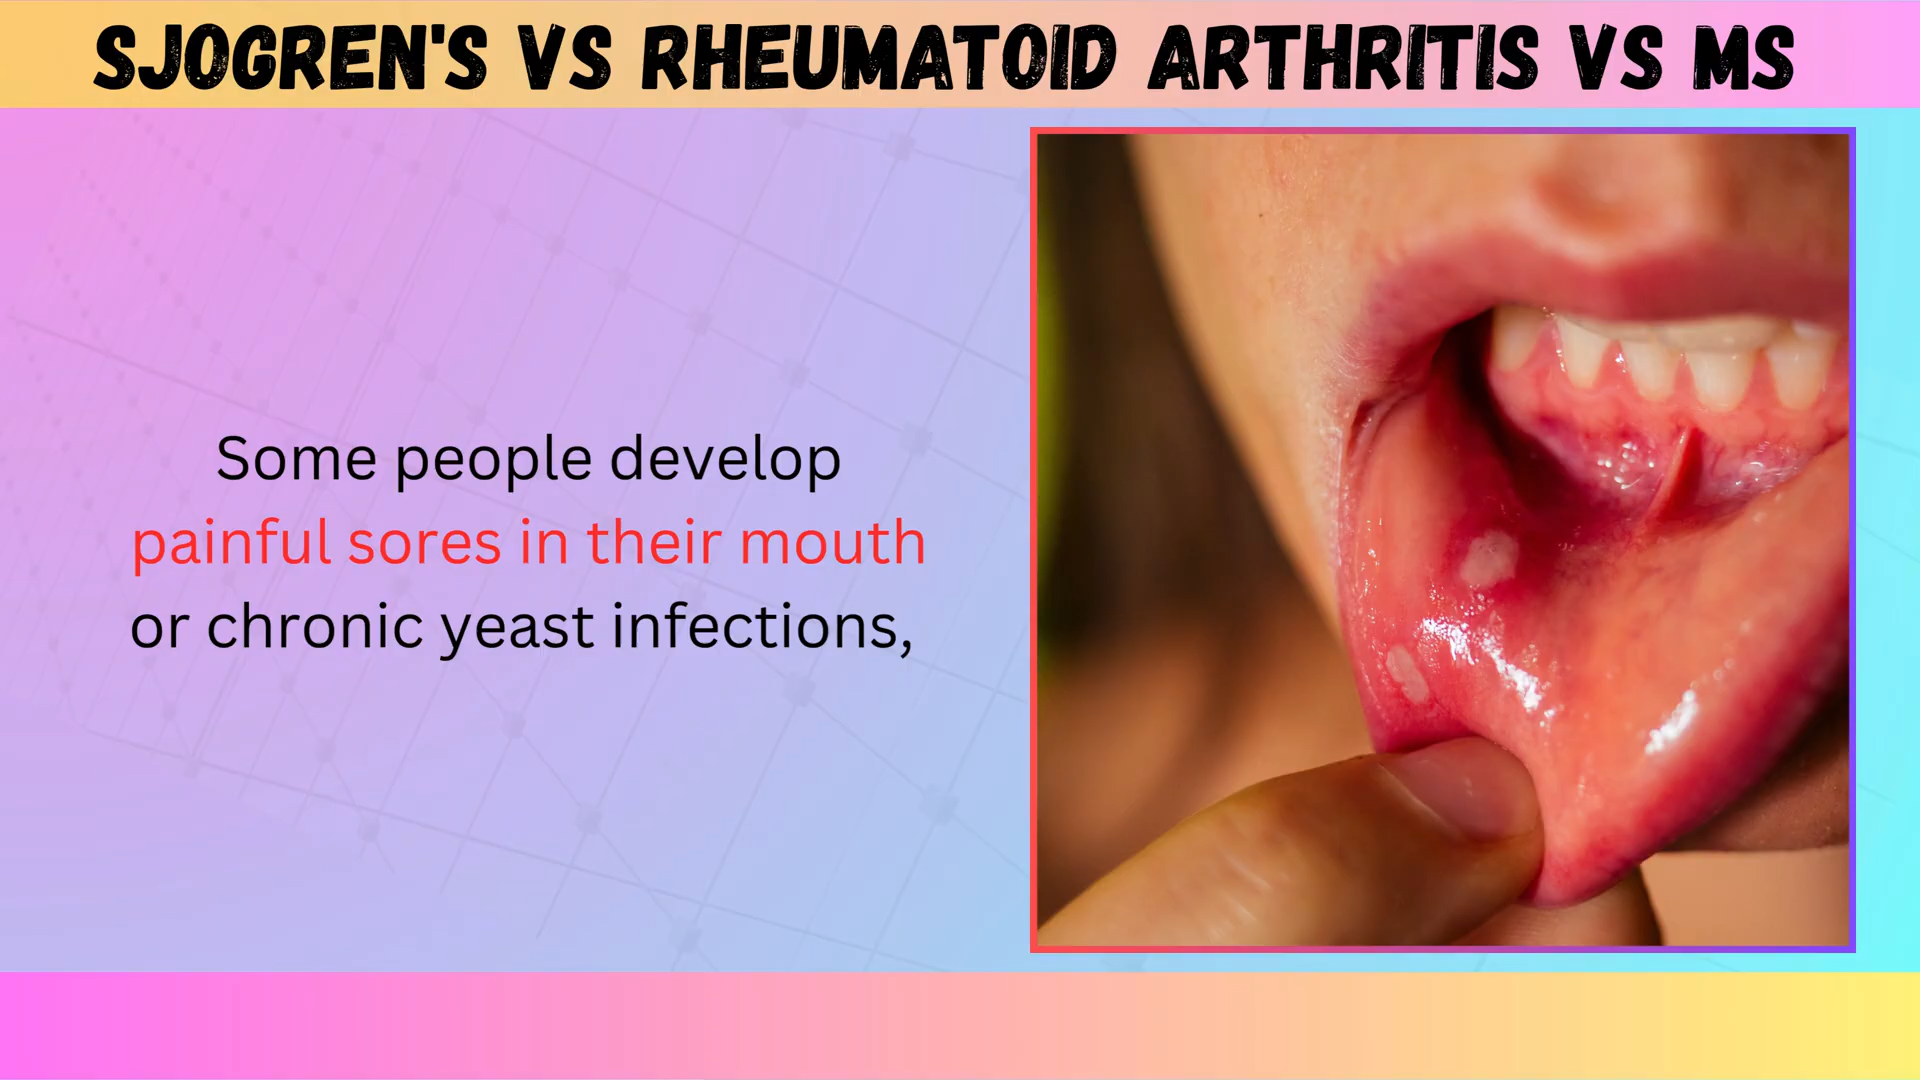 SJOGREN'S VS RHEUMATOID ARTHRITIS VS MS
Some people develop
painful sores in their mouth
or chronic yeast infections,